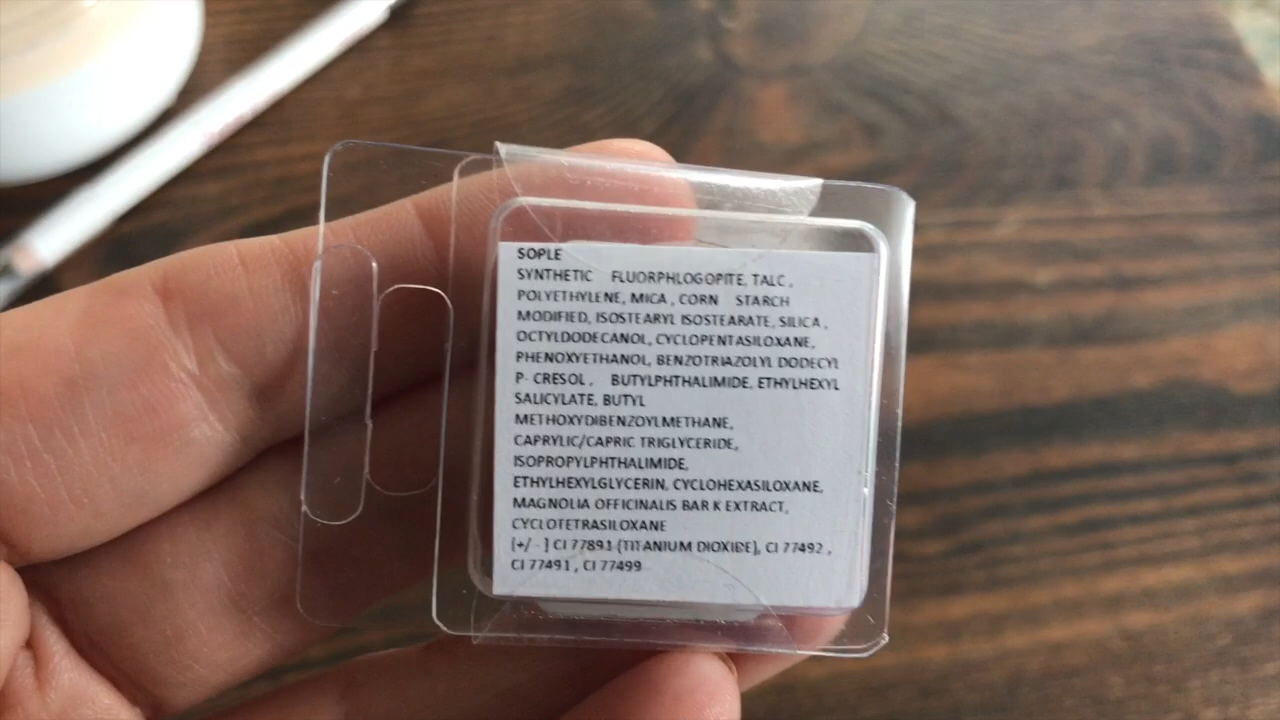 SOPLE
SYNTHETIC FLUORPHLOGOPITE, TALC ,
POLYETHYLENE, MICA , CORN STARCH
MODIFIED, ISOSTEARYL ISOSTEARATE, SILICA ,
OCTYLDODECANOL, CYCLOPENTASILOXANE,
PHENOXYETHANOL, BENZOTRIAZOLYL DODECYL
P- CRESOL , BUTYLPHTHALIMIDE, ETHYLHEXYL
SALICYLATE, BUTYL
METHOXYDIBENZOYLMETHANE,
CAPRYLIC/CAPRIC TRIGLYCERIDE,
ISOPROPYLPHTHALIMIDE,
ETHYLHEXYLGLYCERIN, CYCLOHEXASILOXANE,
MAGNOLIA OFFICINALIS BAR K EXTRACT,
CYCLOTETRASILOXANE
[+/ - ] CI 77891 (TITANIUM DIOXIDE), CI 77492 ,
CI 77491 , CI 77499